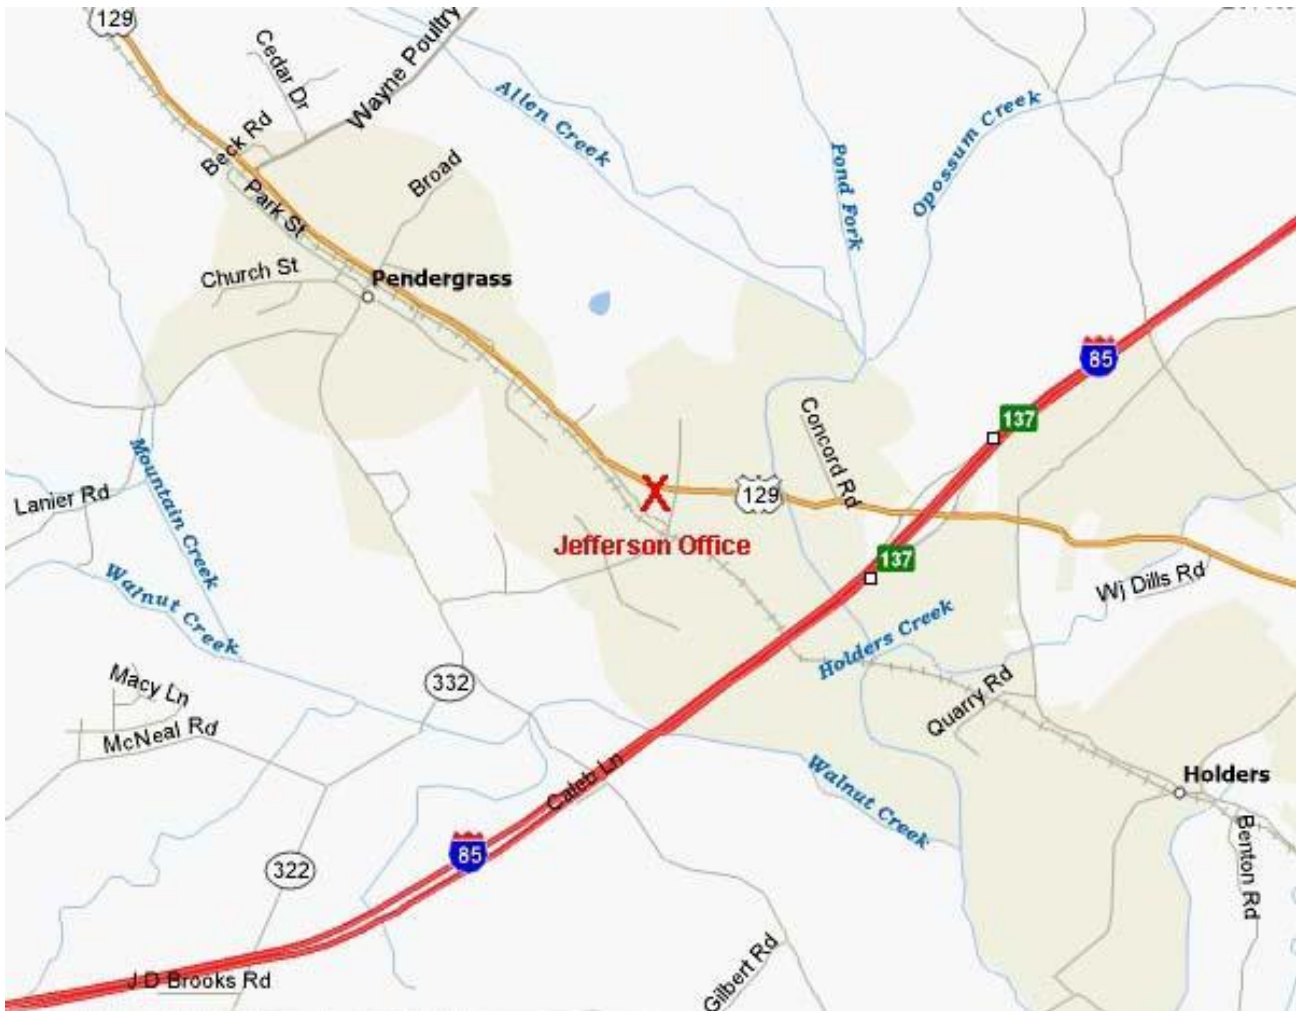 129
Cedar Dr
Wayne Poultry
Allen Creek
Opossum Creek
Beck Rd
Pond Fork
Broad
Park St
Church St
Pendergrass
85
137
Concord Rd
Mountain Creek
Lanier Rd
129
Jefferson Office
137
Walnut Creek
Wj Dills Rd
Holders Creek
332
Macy Ln
Quarry Rd
McNeal Rd
Caleb Ln
Walnut Creek
Holders
85
322
Benton Rd
Gilbert Rd
J D Brooks Rd